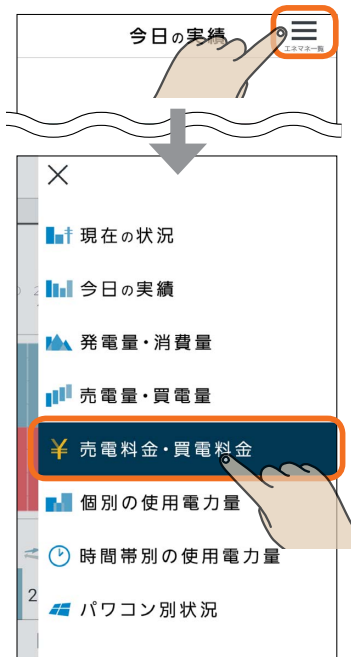 今日の実績
エネマネ一覧
×
現在の状況
今日の実績
発電量・消費量
売電量・買電量
¥ 売電料金・買電料金
個別の使用電力量
時間帯別の使用電力量
2
パワコン別状況